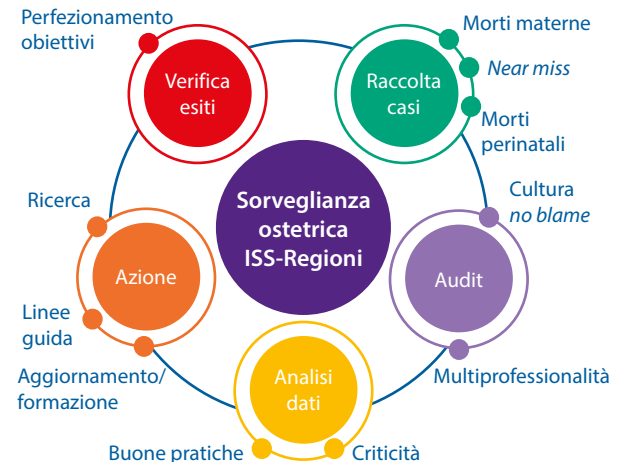 Perfezionamento
obiettivi
Verifica
esiti
Raccolta
casi
Morti materne
Near miss
Morti
perinatali
Sorveglianza
ostetrica
ISS-Regioni
Cultura
no blame
Audit
Multiprofessionalità
Analisi
dati
Criticità
Buone pratiche
Azione
Ricerca
Linee
guida
Aggiornamento/
formazione